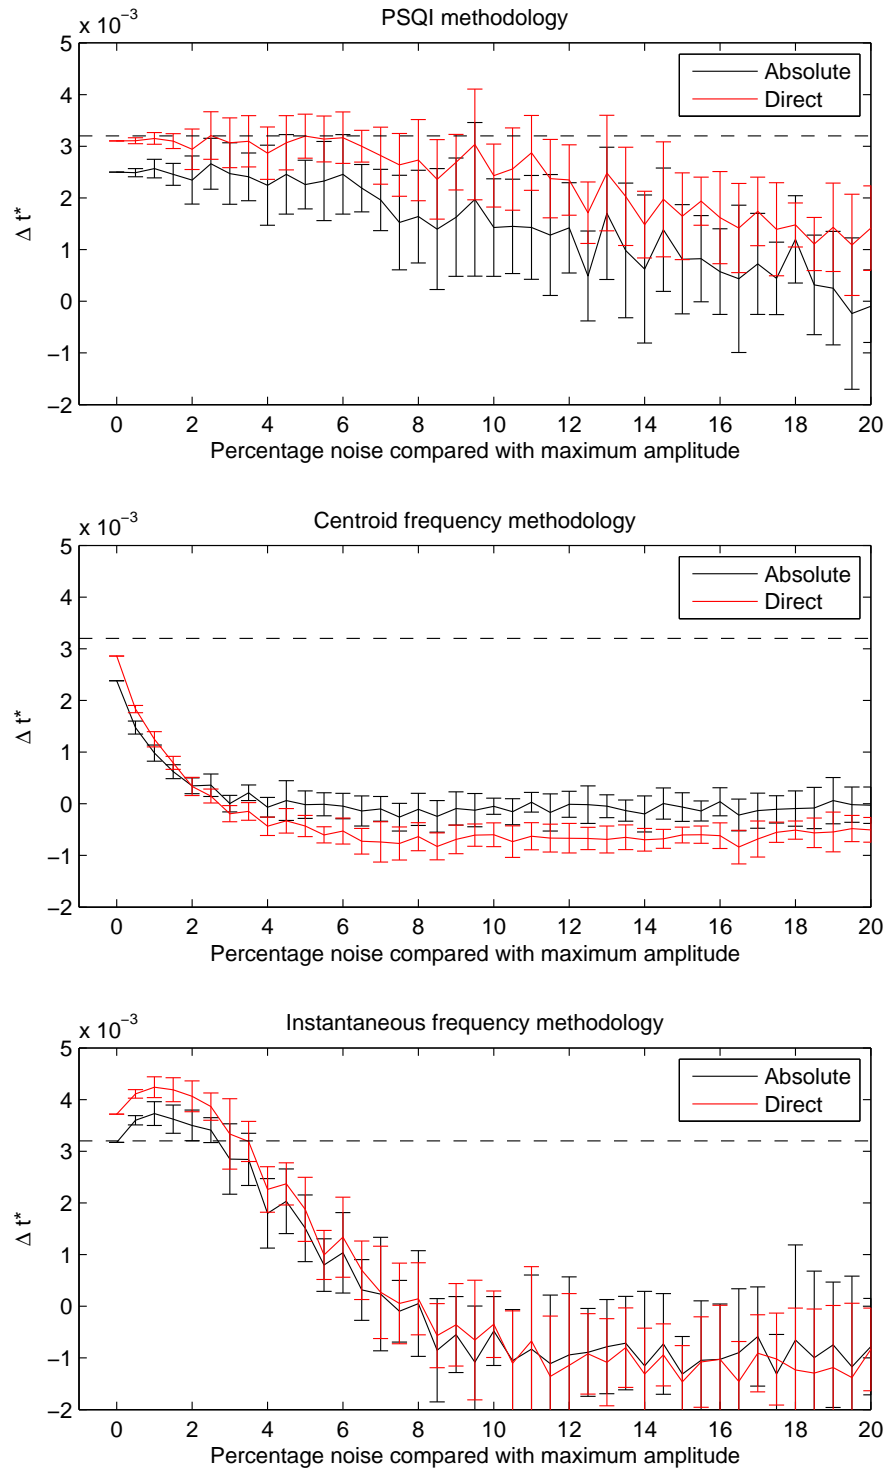 PSQI methodology
x 10⁻³
5
4
3
2
1
0
−1
−2
Δ t*
Absolute
Direct
0 2 4 6 8 10 12 14 16 18 20
Percentage noise compared with maximum amplitude
Centroid frequency methodology
x 10⁻³
5
4
3
2
1
0
−1
−2
Δ t*
Absolute
Direct
0 2 4 6 8 10 12 14 16 18 20
Percentage noise compared with maximum amplitude
Instantaneous frequency methodology
x 10⁻³
5
4
3
2
1
0
−1
−2
Δ t*
Absolute
Direct
0 2 4 6 8 10 12 14 16 18 20
Percentage noise compared with maximum amplitude